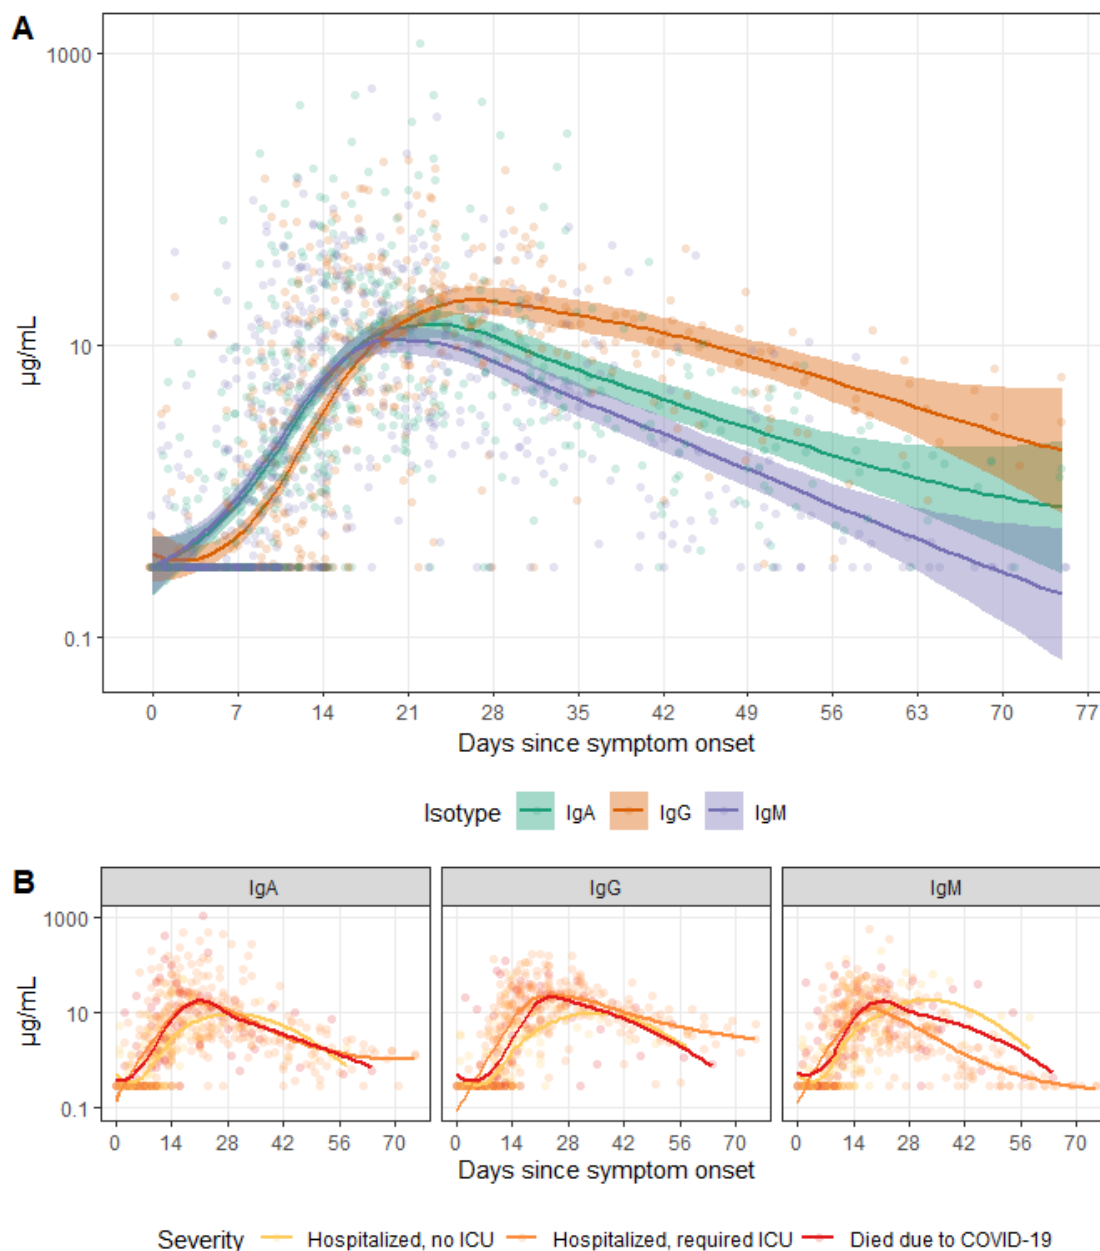 A
1000
10
0.1
µg/mL
0 7 14 21 28 35 42 49 56 63 70 77
Days since symptom onset
Isotype IgA IgG IgM
B
IgA IgG IgM
1000
10
0.1
µg/mL
0 14 28 42 56 70 0 14 28 42 56 70 0 14 28 42 56 70
Days since symptom onset
Severity Hospitalized, no ICU Hospitalized, required ICU Died due to COVID-19